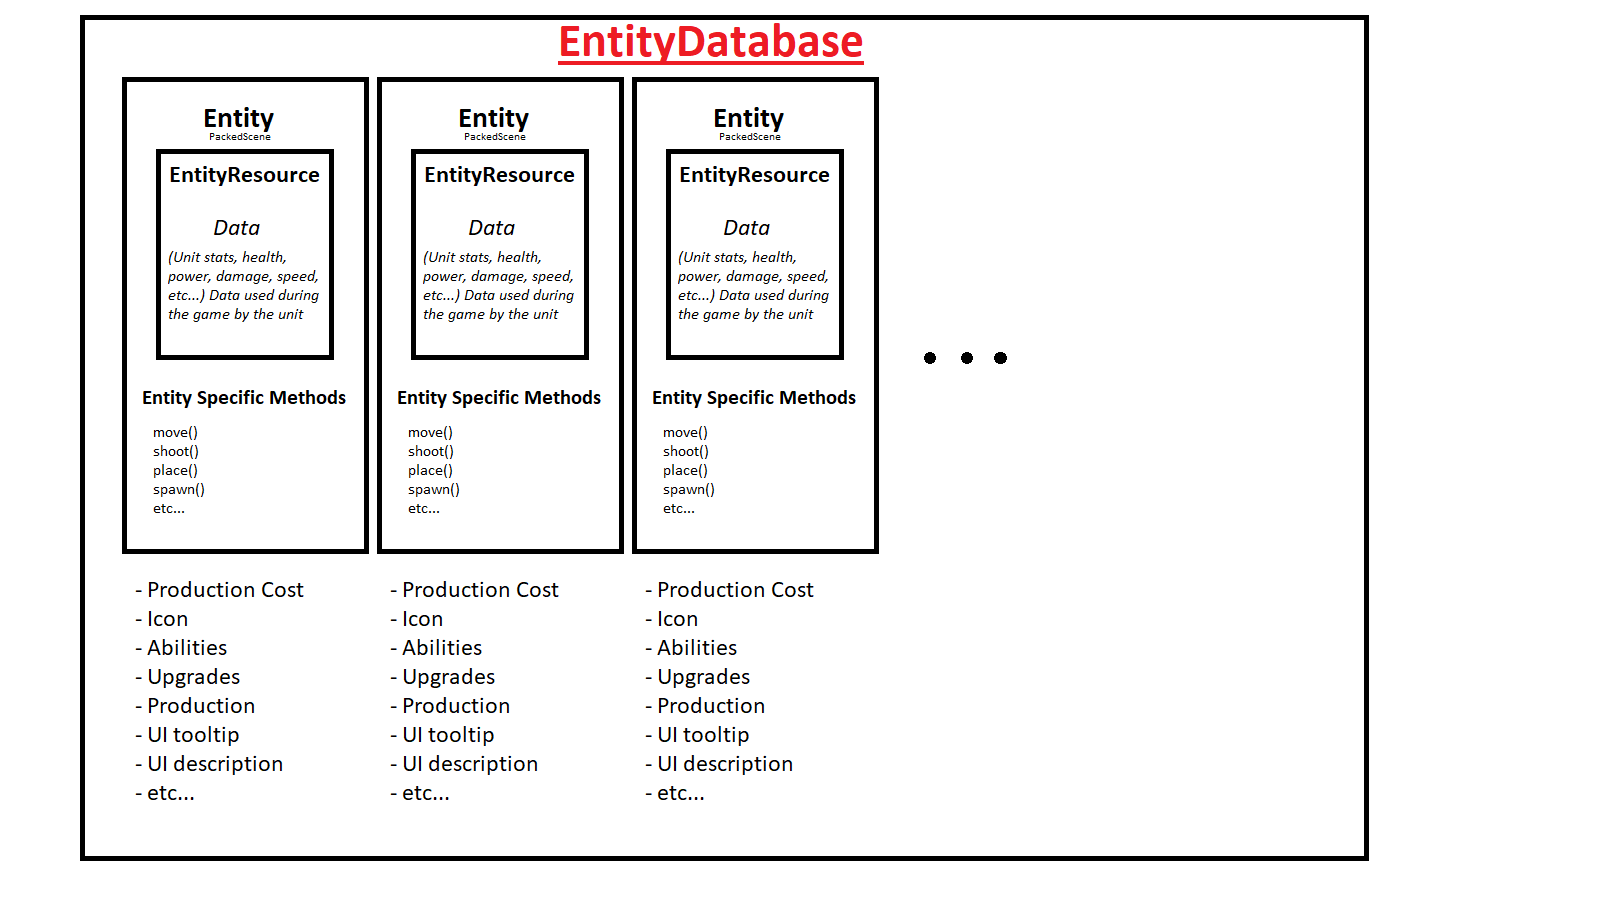 EntityDatabase
Entity
PackedScene
EntityResource
Data
(Unit stats, health,
power, damage, speed,
etc...) Data used during
the game by the unit
Entity Specific Methods
move()
shoot()
place()
spawn()
etc...
- Production Cost
- Icon
- Abilities
- Upgrades
- Production
- UI tooltip
- UI description
- etc...
Entity
PackedScene
EntityResource
Data
(Unit stats, health,
power, damage, speed,
etc...) Data used during
the game by the unit
Entity Specific Methods
move()
shoot()
place()
spawn()
etc...
- Production Cost
- Icon
- Abilities
- Upgrades
- Production
- UI tooltip
- UI description
- etc...
Entity
PackedScene
EntityResource
Data
(Unit stats, health,
power, damage, speed,
etc...) Data used during
the game by the unit
Entity Specific Methods
move()
shoot()
place()
spawn()
etc...
- Production Cost
- Icon
- Abilities
- Upgrades
- Production
- UI tooltip
- UI description
- etc...
• • •